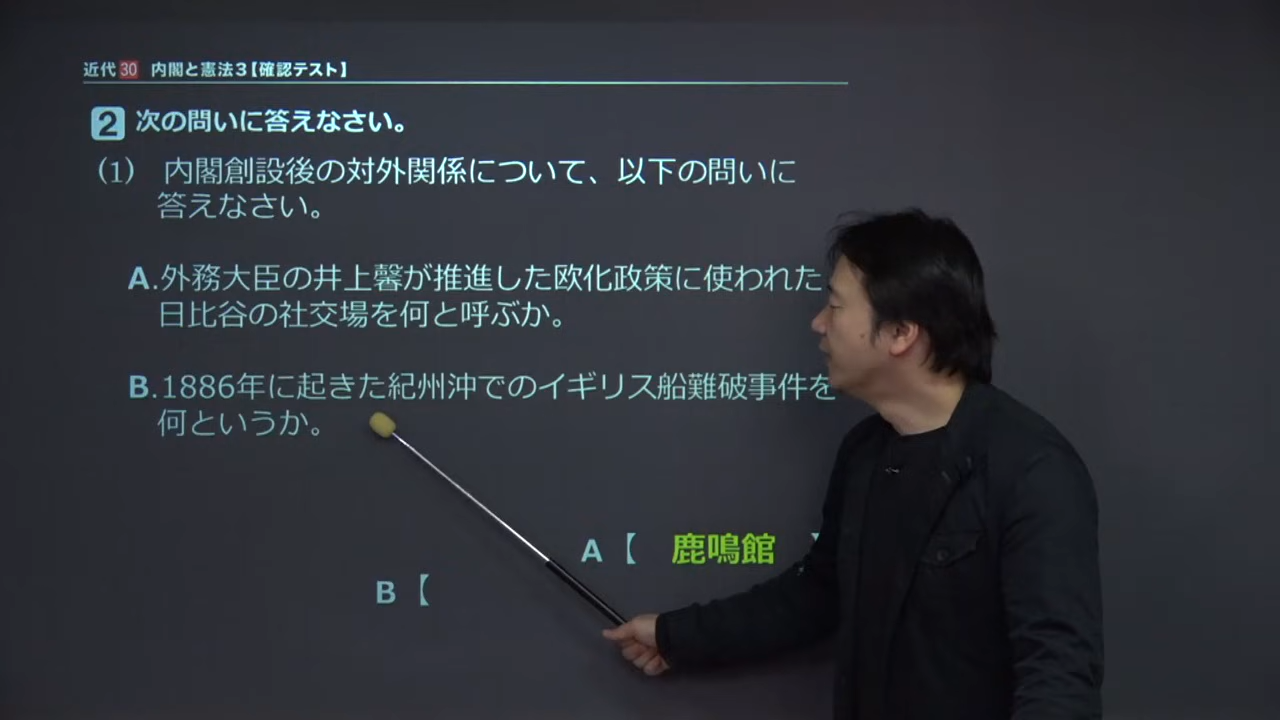 近代30 内閣と憲法3【確認テスト】
2 次の問いに答えなさい。
(1) 内閣創設後の対外関係について、以下の問いに
答えなさい。
A.外務大臣の井上馨が推進した欧化政策に使われた
日比谷の社交場を何と呼ぶか。
B.1886年に起きた紀州沖でのイギリス船難破事件を
何というか。
A【 鹿鳴館 】
B【